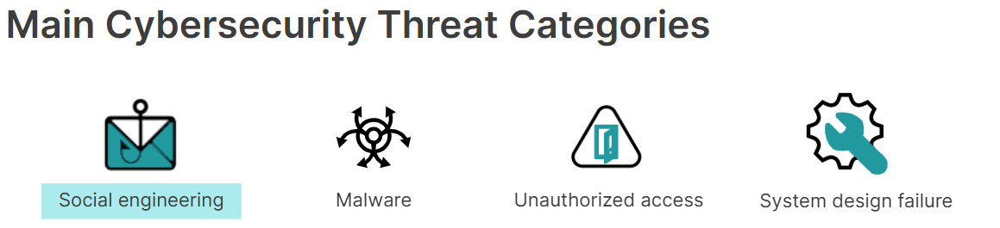 Main Cybersecurity Threat Categories
Social engineering
Malware
Unauthorized access
System design failure